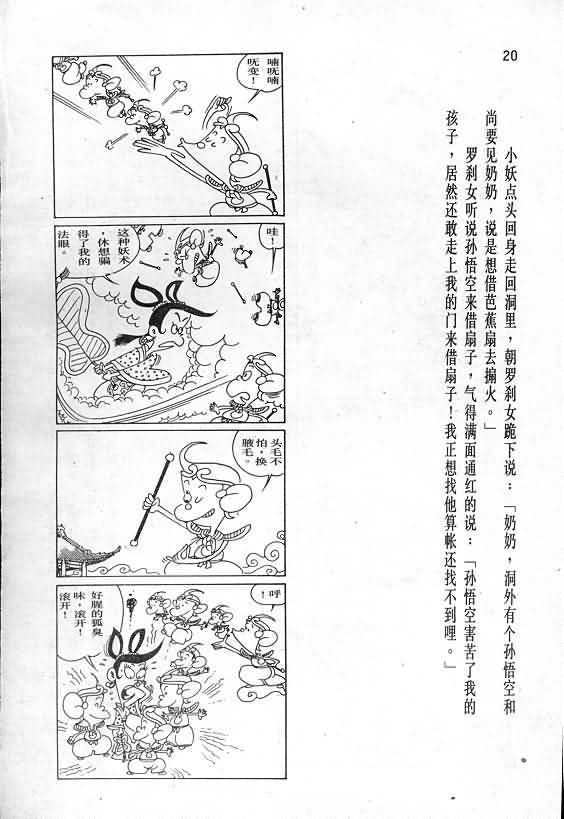 20
小妖点头回身走回洞里，朝罗刹女跪下说：「奶奶，洞外有个孙悟空和
尚要见奶奶，说是想借芭蕉扇去搧火。」
罗刹女听说孙悟空来借扇子，气得满面通红的说：「孙悟空害苦了我的
孩子，居然还敢走上我的门来借扇子！我正想找他算帐还找不到哩。」
喃呒喃
呒变！
哇！
这种妖术
，休想骗
得了我的
法眼。
头毛不
怕，换
腋毛。
呼！
好腥的狐臭
味，滚开！
滚开！